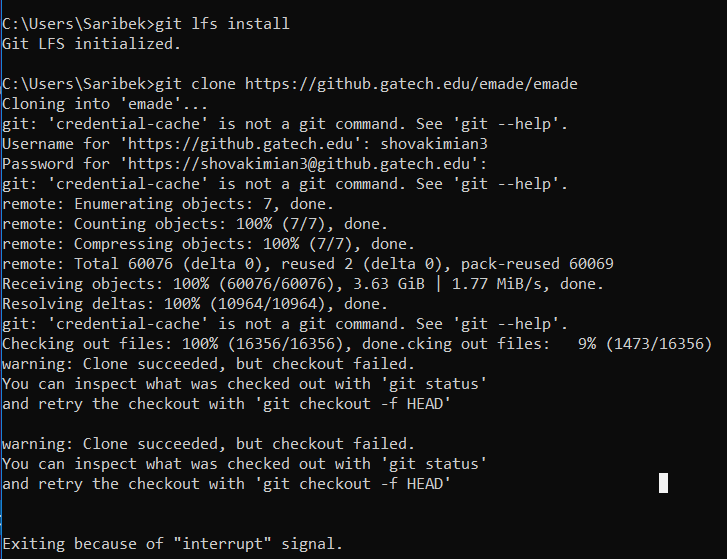 C:\Users\Saribek>git lfs install
Git LFS initialized.
C:\Users\Saribek>git clone https://github.gatech.edu/emade/emade
Cloning into 'emade'...
git: 'credential-cache' is not a git command. See 'git --help'.
Username for 'https://github.gatech.edu': shovakimian3
Password for 'https://shovakimian3@github.gatech.edu':
git: 'credential-cache' is not a git command. See 'git --help'.
remote: Enumerating objects: 7, done.
remote: Counting objects: 100% (7/7), done.
remote: Compressing objects: 100% (7/7), done.
remote: Total 60076 (delta 0), reused 2 (delta 0), pack-reused 60069
Receiving objects: 100% (60076/60076), 3.63 GiB | 1.77 MiB/s, done.
Resolving deltas: 100% (10964/10964), done.
git: 'credential-cache' is not a git command. See 'git --help'.
Checking out files: 100% (16356/16356), done.cking out files:   9% (1473/16356)
warning: Clone succeeded, but checkout failed.
You can inspect what was checked out with 'git status'
and retry the checkout with 'git checkout -f HEAD'
warning: Clone succeeded, but checkout failed.
You can inspect what was checked out with 'git status'
and retry the checkout with 'git checkout -f HEAD'
Exiting because of "interrupt" signal.